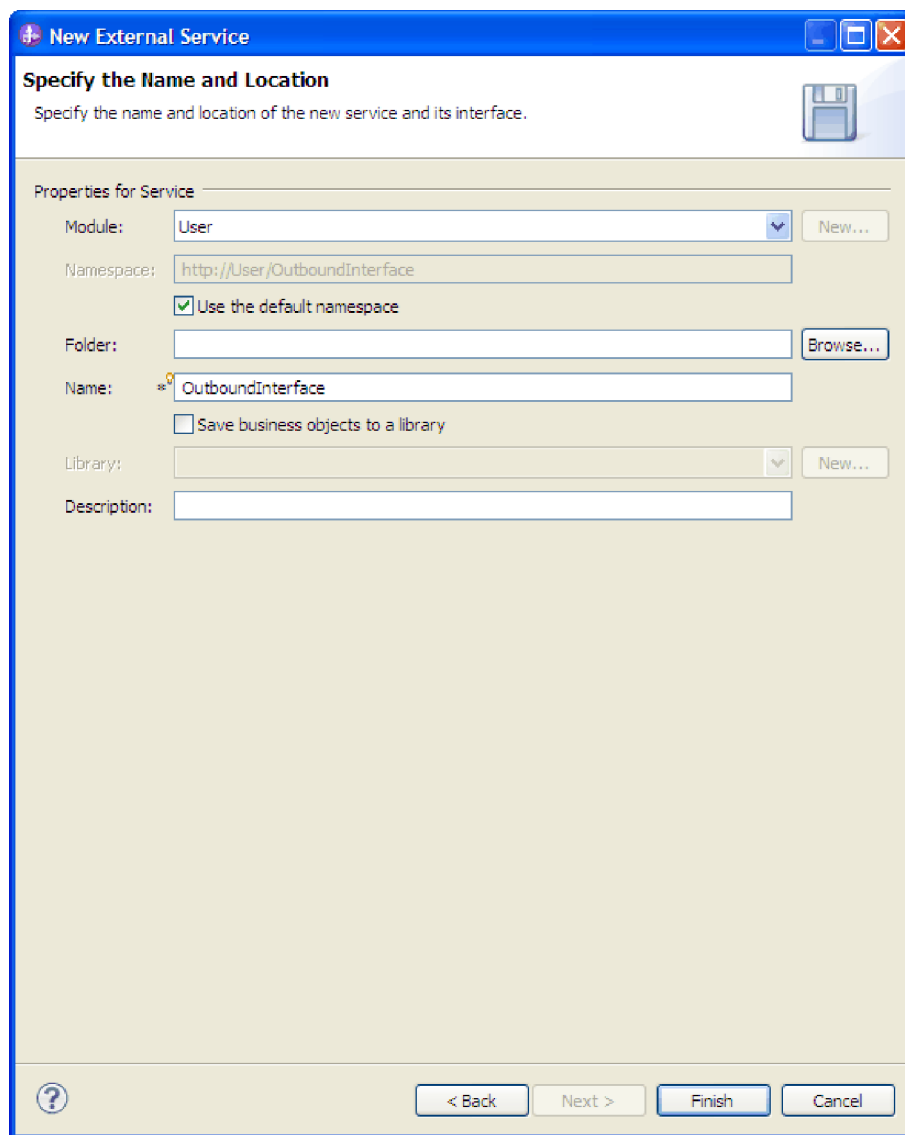 New External Service
Specify the Name and Location
Specify the name and location of the new service and its interface.
Properties for Service
Module: User New...
Namespace: http://User/OutboundInterface
Use the default namespace
Folder: Browse...
Name: * OutboundInterface
Save business objects to a library
Library: New...
Description:
? < Back Next > Finish Cancel